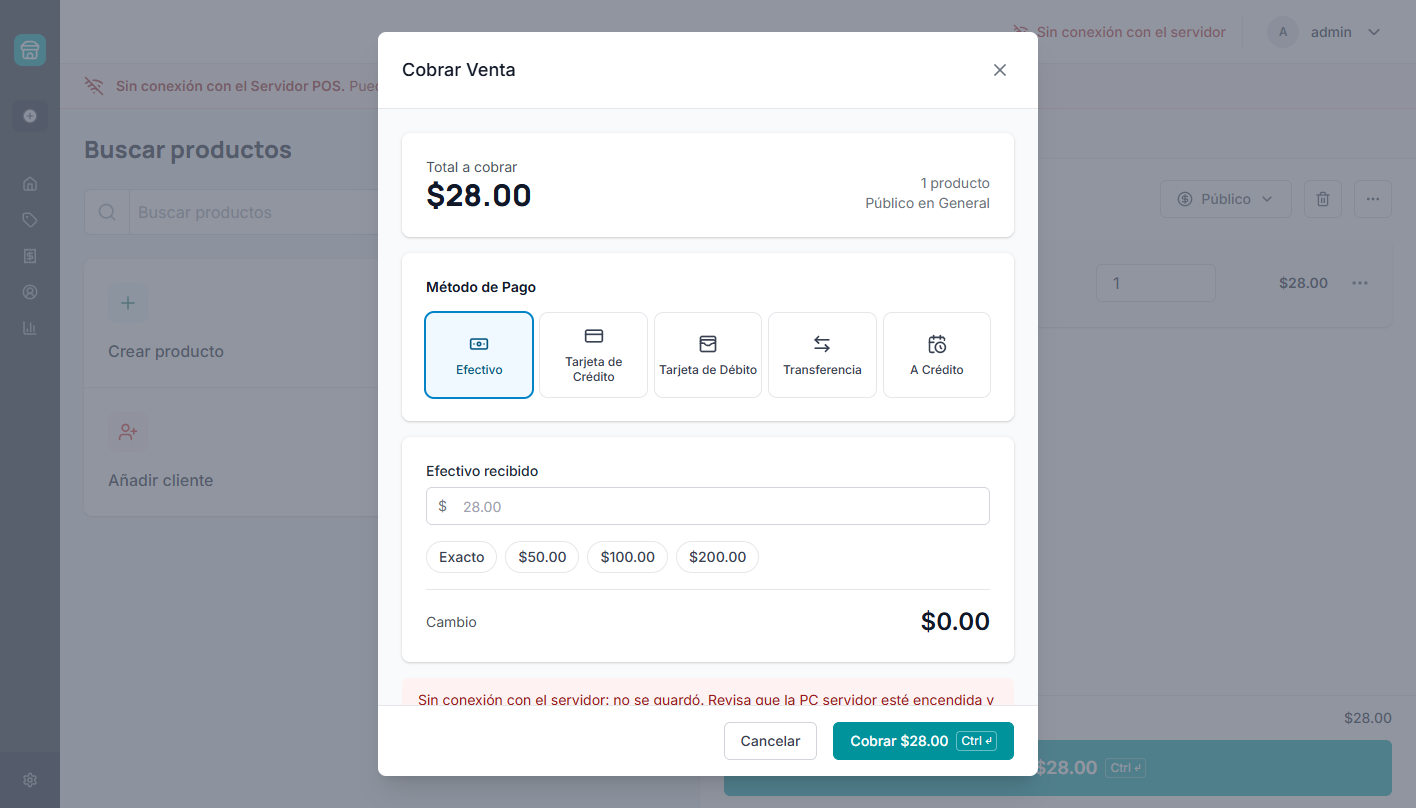 Sin conexión con el servidor
A
admin
Sin conexión con el Servidor POS. Pued
Buscar productos
Buscar productos
Crear producto
Añadir cliente
Público
1
$28.00
Cobrar Venta
Total a cobrar
$28.00
1 producto
Público en General
Método de Pago
Efectivo
Tarjeta de
Crédito
Tarjeta de Débito
Transferencia
A Crédito
Efectivo recibido
$ 28.00
Exacto
$50.00
$100.00
$200.00
Cambio
$0.00
Sin conexión con el servidor: no se guardó. Revisa que la PC servidor esté encendida y
Cancelar
Cobrar $28.00 Ctrl ↵
$28.00
$28.00 Ctrl ↵